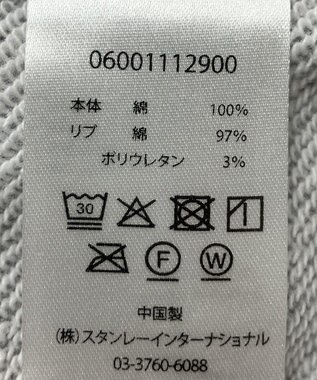 06001112900
本体 綿 100%
リブ 綿 97%
ポリウレタン 3%
30
F W
中国製
(株)スタンレーインターナショナル
03-3760-6088